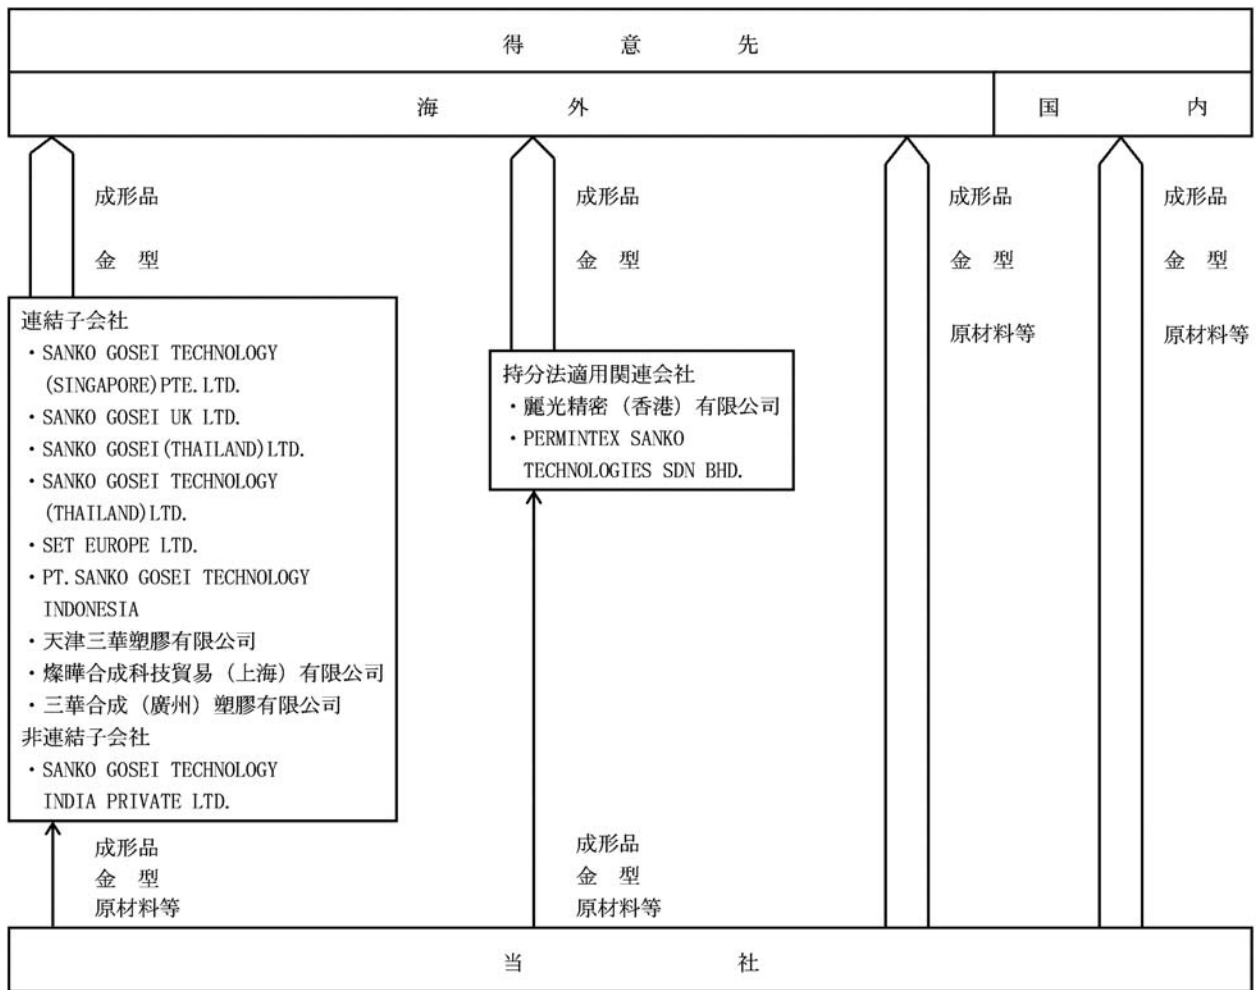 得意先
海外
国内
成形品
金型
成形品
金型
成形品
金型
原材料等
成形品
金型
原材料等
連結子会社
・SANKO GOSEI TECHNOLOGY
(SINGAPORE)PTE.LTD.
・SANKO GOSEI UK LTD.
・SANKO GOSEI(THAILAND)LTD.
・SANKO GOSEI TECHNOLOGY
(THAILAND)LTD.
・SET EUROPE LTD.
・PT.SANKO GOSEI TECHNOLOGY
INDONESIA
・天津三華塑膠有限公司
・燦曄合成科技貿易（上海）有限公司
・三華合成（廣州）塑膠有限公司
非連結子会社
・SANKO GOSEI TECHNOLOGY
INDIA PRIVATE LTD.
持分法適用関連会社
・麗光精密（香港）有限公司
・PERMINTEX SANKO
TECHNOLOGIES SDN BHD.
成形品
金型
原材料等
成形品
金型
原材料等
当社